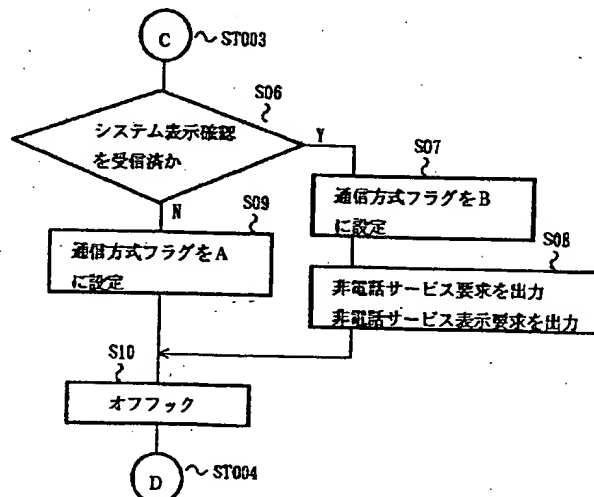 C
ST003
S06
システム表示確認
を受信済か
Y
N
S07
通信方式フラグをB
に設定
S09
通信方式フラグをA
に設定
S08
非電話サービス要求を出力
非電話サービス表示要求を出力
S10
オフフック
D
ST004